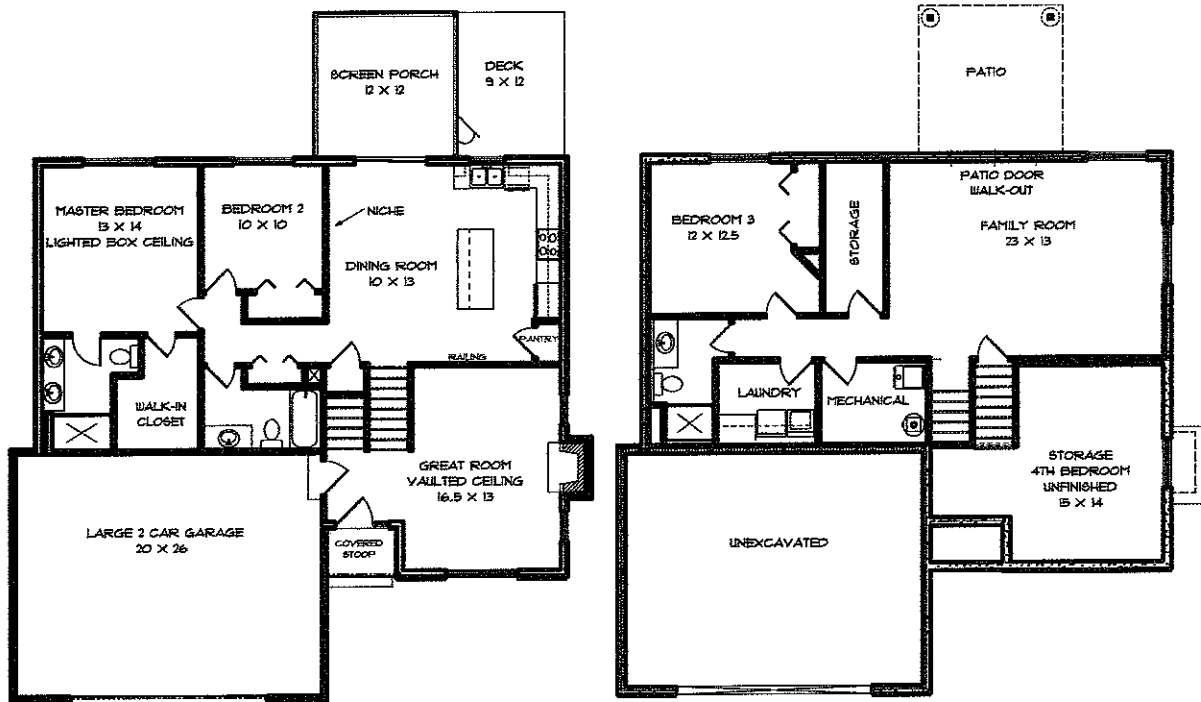 SCREEN PORCH
12 X 12
DECK
9 X 12
MASTER BEDROOM
13 X 14
LIGHTED BOX CEILING
BEDROOM 2
10 X 10
NICHE
DINING ROOM
10 X 13
PANTRY
RAILING
WALK-IN
CLOSET
GREAT ROOM
VAULTED CEILING
16.5 X 13
LARGE 2 CAR GARAGE
20 X 26
COVERED
STOOP
PATIO
PATIO DOOR
WALK-OUT
BEDROOM 3
12 X 12.5
STORAGE
FAMILY ROOM
23 X 13
LAUNDRY
MECHANICAL
STORAGE
4TH BEDROOM
UNFINISHED
15 X 14
UNEXCAVATED